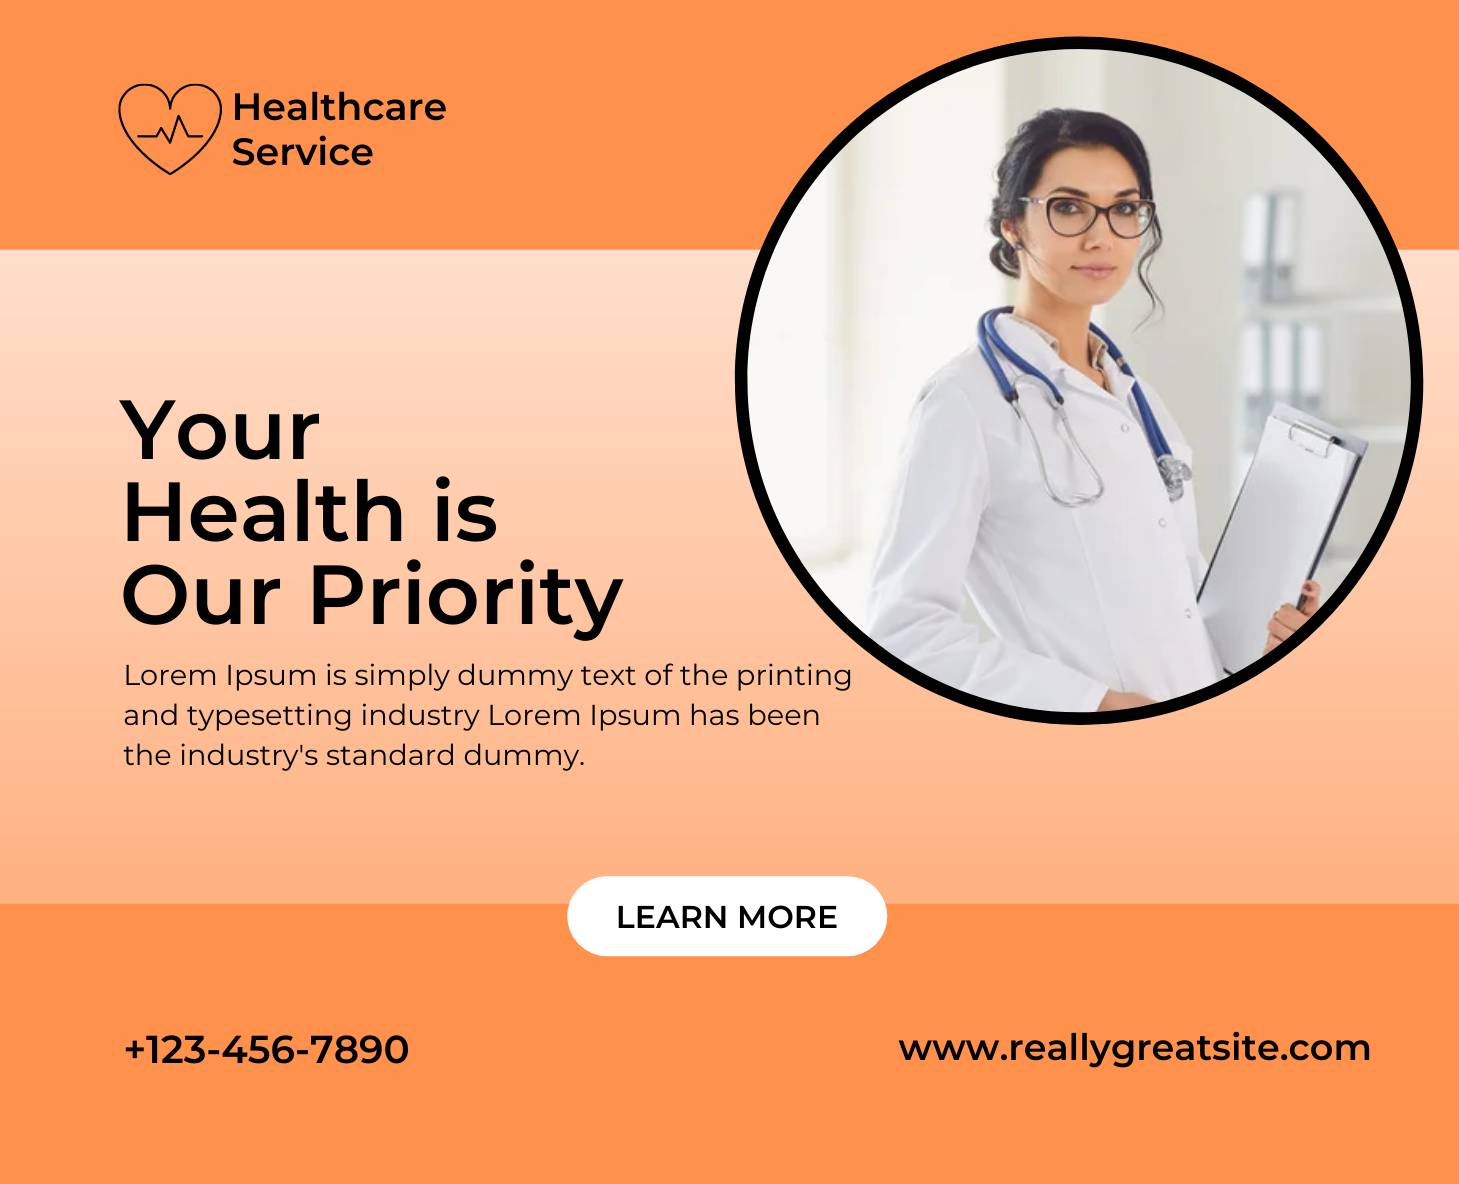 Healthcare
Service
Your
Health is
Our Priority
Lorem Ipsum is simply dummy text of the printing
and typesetting industry Lorem Ipsum has been
the industry's standard dummy.
LEARN MORE
+123-456-7890
www.reallygreatsite.com